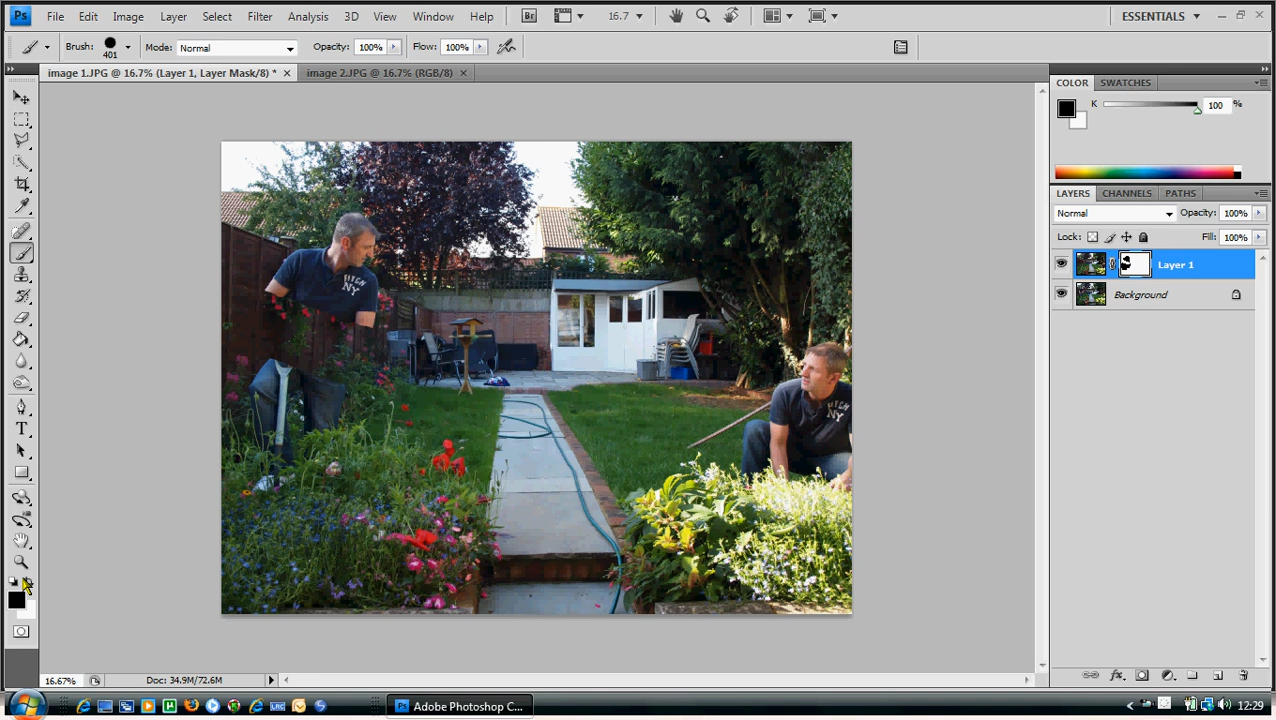 Ps File Edit Image Layer Select Filter Analysis 3D View Window Help Br 16.7 ESSENTIALS
Brush: 401 Mode: Normal Opacity: 100% Flow: 100%
image 1.JPG @ 16.7% (Layer 1, Layer Mask/8) * × image 2.JPG @ 16.7% (RGB/8) ×
COLOR SWATCHES
K 100 %
LAYERS CHANNELS PATHS
Normal Opacity: 100%
Lock: Fill: 100%
Layer 1
Background
NY
NY
T
16.67% Doc: 34.9M/72.6M
Ps Adobe Photoshop C... 12:29